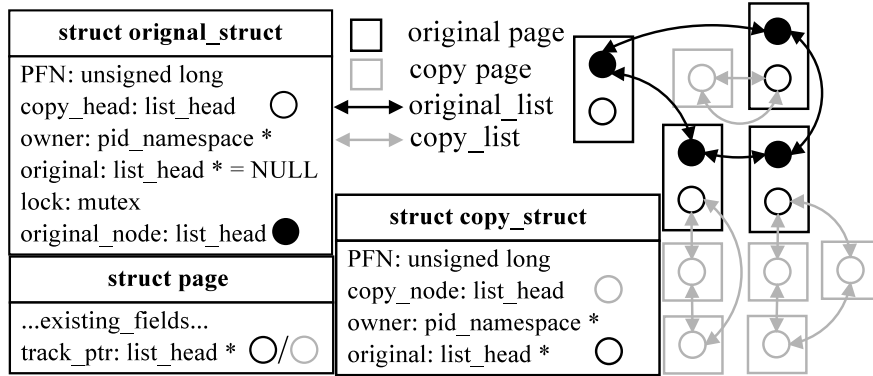 struct orignal_struct
PFN: unsigned long
copy_head: list_head
owner: pid_namespace *
original: list_head * = NULL
lock: mutex
original_node: list_head
struct page
...existing_fields...
track_ptr: list_head * /
original page
copy page
original_list
copy_list
struct copy_struct
PFN: unsigned long
copy_node: list_head
owner: pid_namespace *
original: list_head *